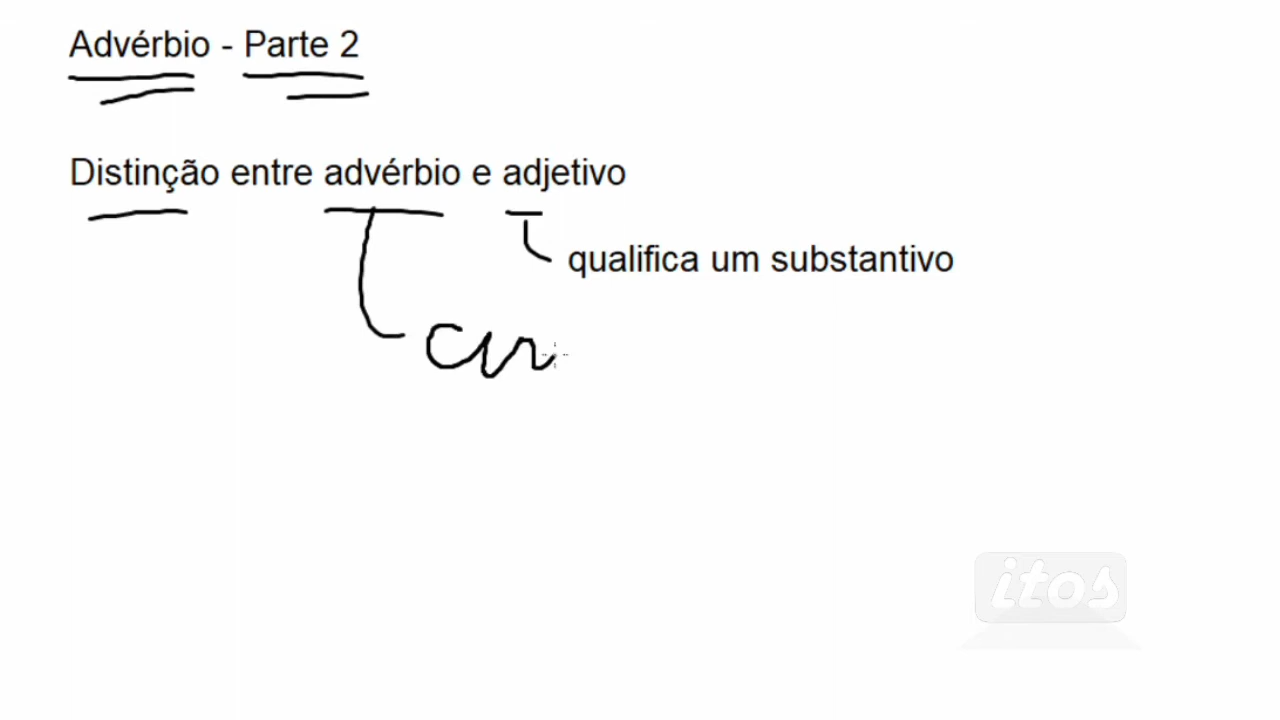 Advérbio - Parte 2
Distinção entre advérbio e adjetivo
qualifica um substantivo
itos